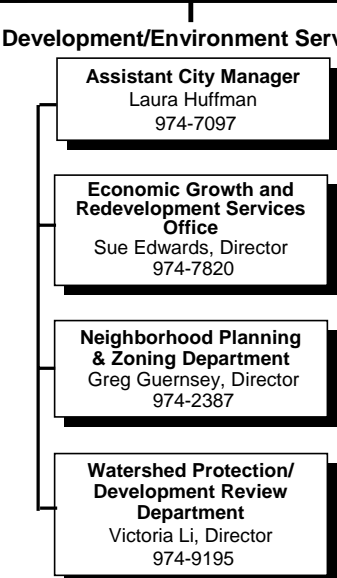 Development/Environment Serv
Assistant City Manager
Laura Huffman
974-7097
Economic Growth and
Redevelopment Services
Office
Sue Edwards, Director
974-7820
Neighborhood Planning
& Zoning Department
Greg Guernsey, Director
974-2387
Watershed Protection/
Development Review
Department
Victoria Li, Director
974-9195